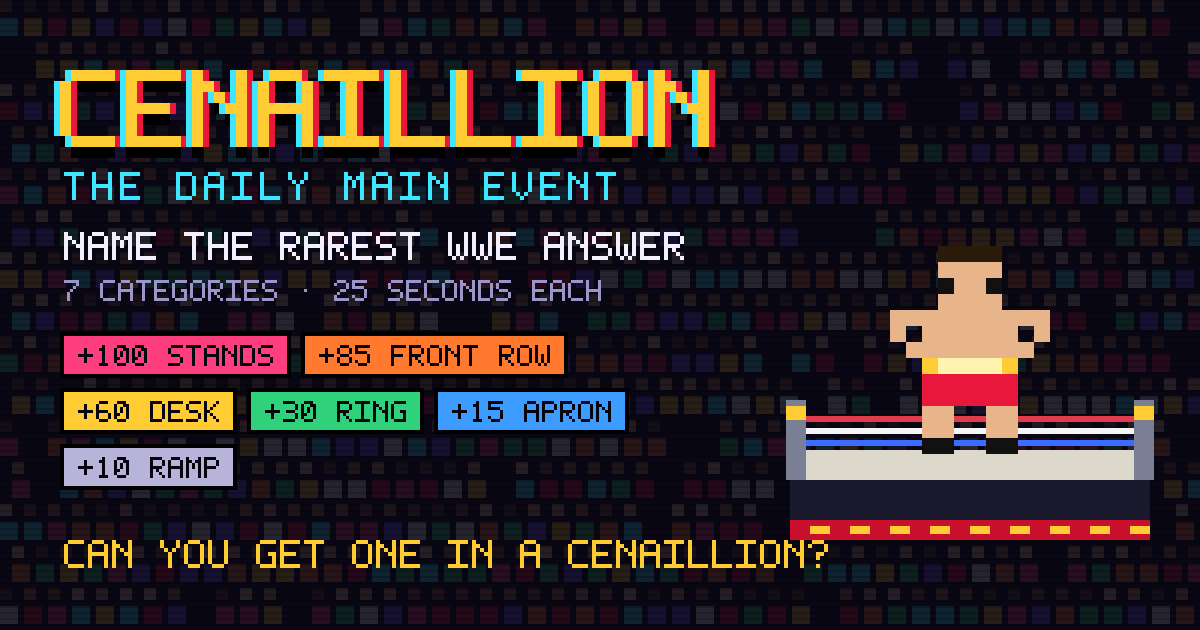 CENAILLION
THE DAILY MAIN EVENT
NAME THE RAREST WWE ANSWER
7 CATEGORIES · 25 SECONDS EACH
+100 STANDS +85 FRONT ROW
+60 DESK +30 RING +15 APRON
+10 RAMP
CAN YOU GET ONE IN A CENAILLION?